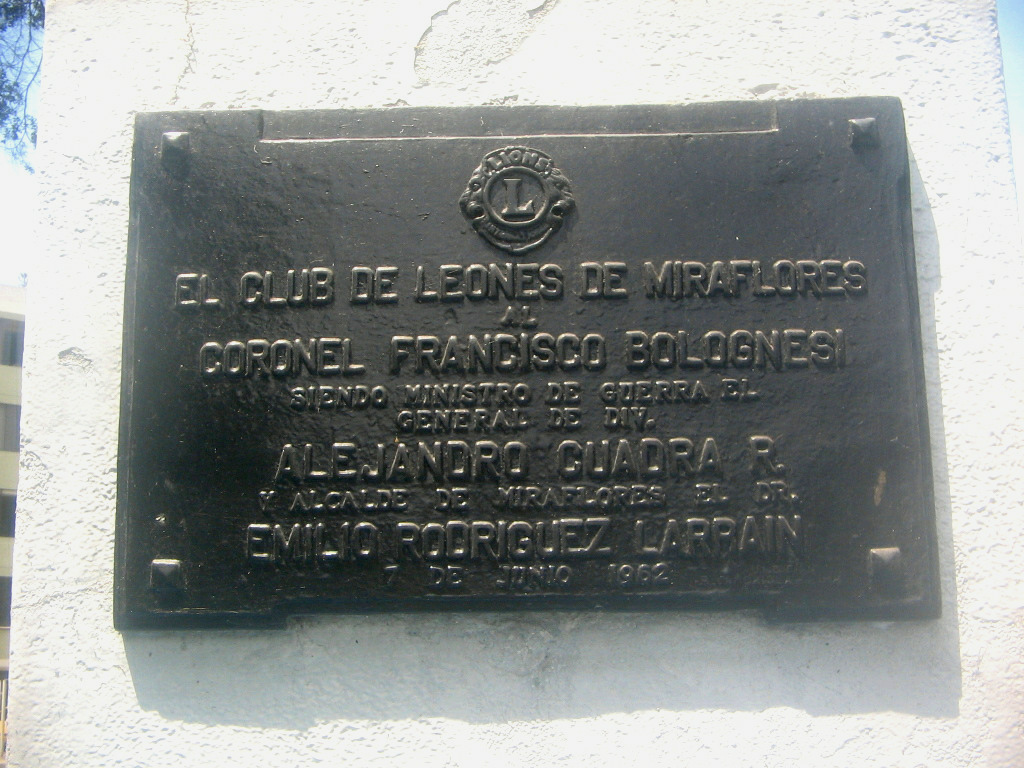 LIONS
L
EL CLUB DE LEONES DE MIRAFLORES
AL
CORONEL FRANCISCO BOLOGNESI
SIENDO MINISTRO DE GUERRA EL
GENERAL DE DIV.
ALEJANDRO CUADRA R.
Y ALCALDE DE MIRAFLORES EL DR.
EMILIO RODRIGUEZ LARRAIN
7 DE JUNIO 1962